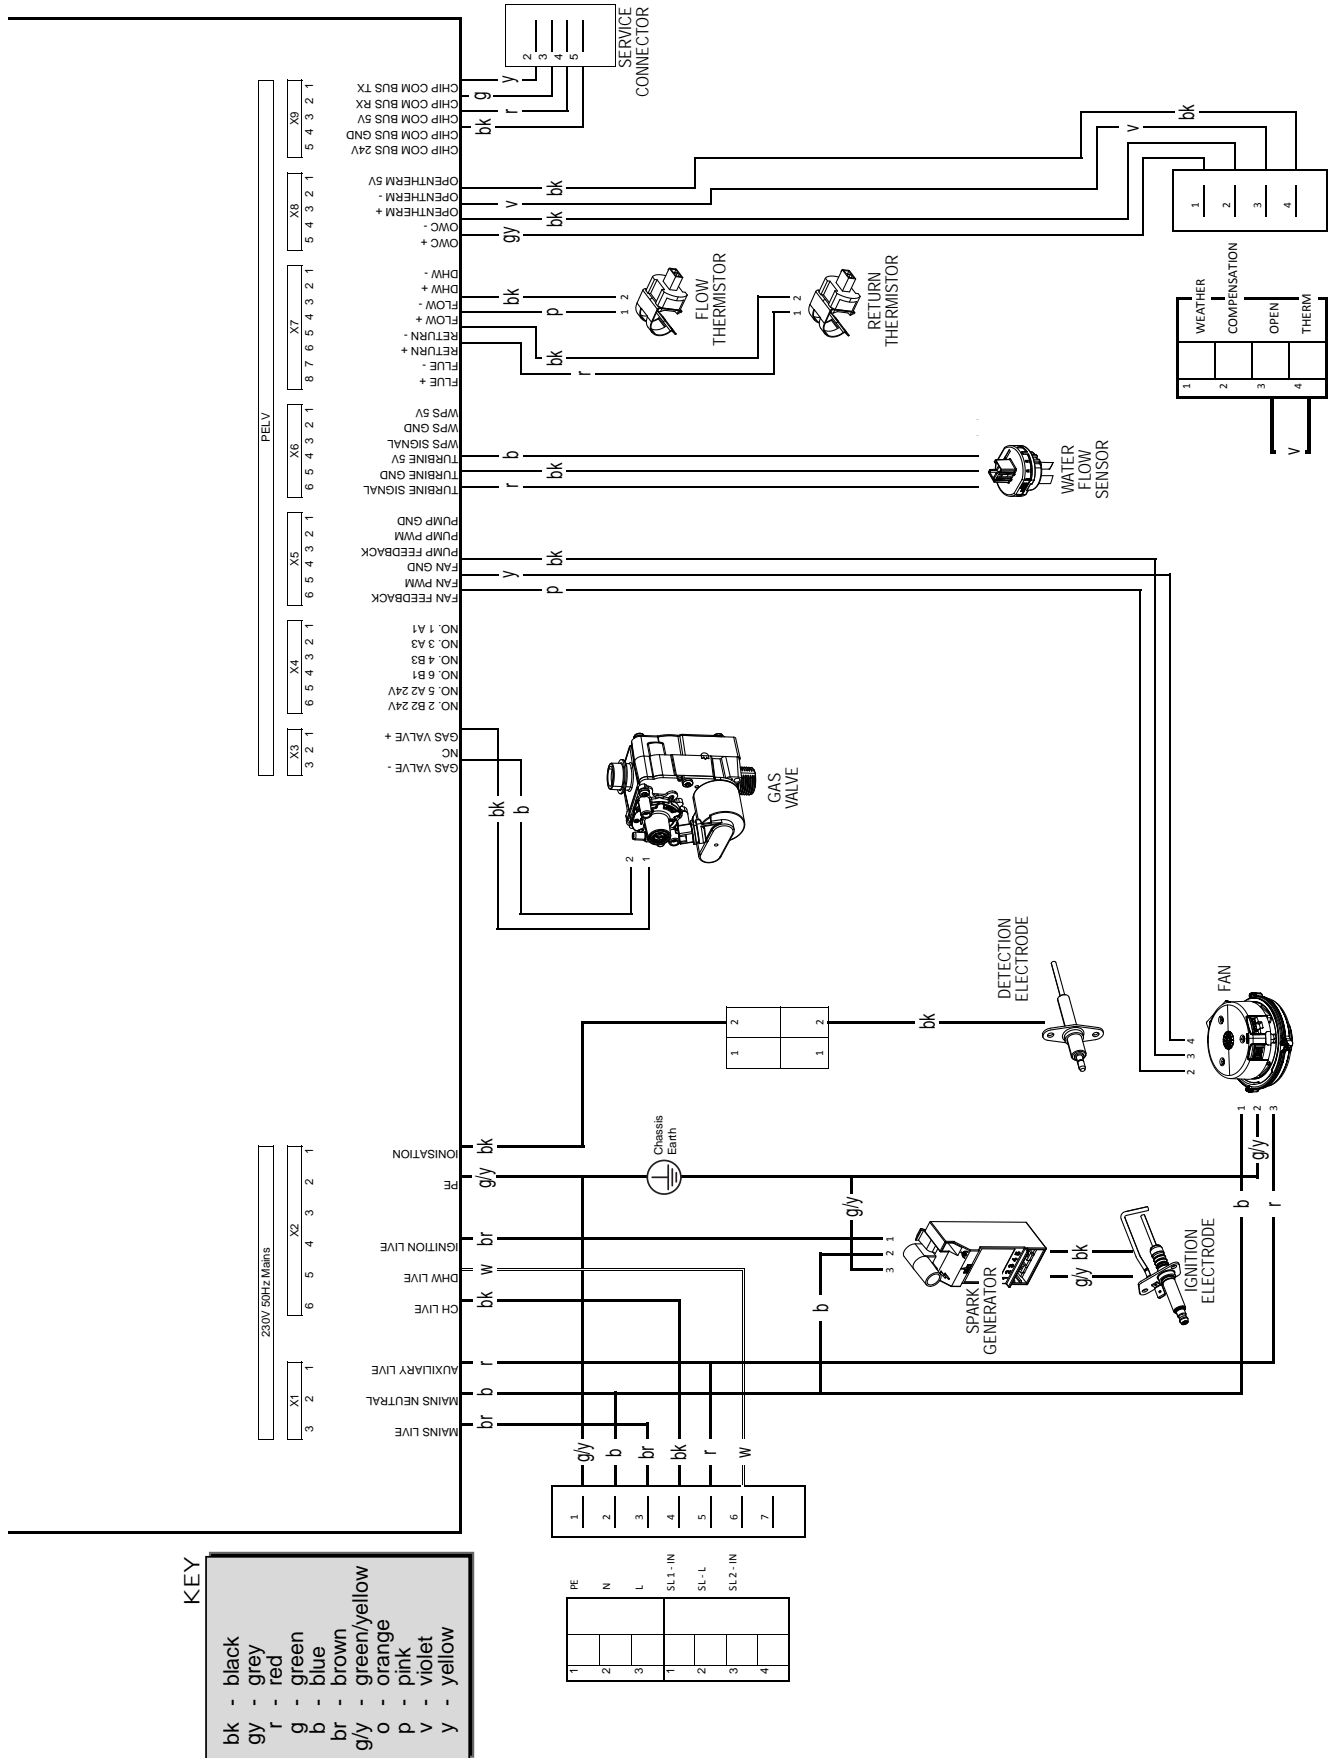 SERVICE
CONNECTOR
2
3
4
5
PELV
X9
1
2
3
4
5
CHIP COM BUS TX
CHIP COM BUS RX
CHIP COM BUS 5V
CHIP COM BUS GND
CHIP COM BUS 24V
y
g
r
bk
X8
1
2
3
4
5
OPENTHERM 5V
OPENTHERM -
OPENTHERM +
OWC -
OWC +
bk
v
bk
gy
bk
v
1
2
3
4
WEATHER
COMPENSATION
OPEN
THERM
1
2
3
4
v
X7
1
2
3
4
5
6
7
8
DHW -
DHW +
FLOW -
FLOW +
RETURN -
RETURN +
FLUE -
FLUE +
bk
p
bk
r
2
1
FLOW
THERMISTOR
2
1
RETURN
THERMISTOR
X6
1
2
3
4
5
6
WPS 5V
WPS GND
WPS SIGNAL
TURBINE 5V
TURBINE GND
TURBINE SIGNAL
b
bk
r
WATER
FLOW
SENSOR
X5
1
2
3
4
5
6
PUMP GND
PUMP PWM
PUMP FEEDBACK
FAN GND
FAN PWM
FAN FEEDBACK
bk
y
p
X4
1
2
3
4
5
6
NO. 1 A1
NO. 3 A3
NO. 4 B3
NO. 6 B1
NO. 5 A2 24V
NO. 2 B2 24V
X3
1
2
3
GAS VALVE +
NC
GAS VALVE -
bk
b
2
1
GAS
VALVE
DETECTION
ELECTRODE
2
1
2
1
bk
FAN
4
3
2
1
2
3
g/y
b
r
230V 50Hz Mains
X2
1
2
3
4
5
6
IONISATION
PE
IGNITION LIVE
DHW LIVE
CH LIVE
bk
g/y
br
w
bk
Chassis
Earth
g/y
b
1
2
3
SPARK
GENERATOR
bk
g/y
IGNITION
ELECTRODE
X1
1
2
3
AUXILIARY LIVE
MAINS NEUTRAL
MAINS LIVE
r
b
br
g/y
b
br
bk
r
w
1
2
3
4
5
6
7
PE
N
L
SL1 - IN
SL - L
SL2 - IN
1
2
3
1
2
3
4
KEY
bk - black
gy - grey
r - red
g - green
b - blue
br - brown
g/y - green/yellow
o - orange
p - pink
v - violet
y - yellow